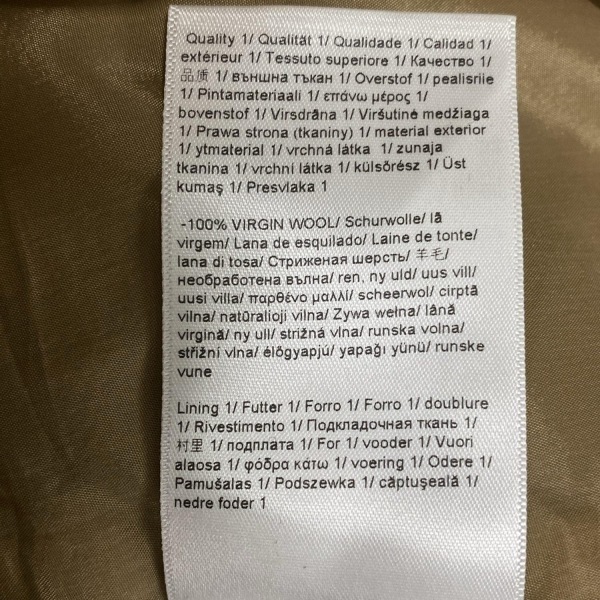 Quality 1/ Qualität 1/ Qualidade 1/ Calidad 1/
extérieur 1/ Tessuto superiore 1/ Качество 1/
品质 1/ външна тъкан 1/ Overstof 1/ pealisriie
1/ Pintamateriaali 1/ επάνω μέρος 1/
bovenstof 1/ Virsdrāna 1/ Viršutinė medžiaga
1/ Prawa strona (tkaniny) 1/ material exterior
1/ ytmaterial 1/ vrchná látka 1/ zunaja
tkanina 1/ vrchní látka 1/ külsőrész 1/ Üst
kumaş 1/ Presvlaka 1
-100% VIRGIN WOOL/ Schurwolle/ lã
virgem/ Lana de esquilado/ Laine de tonte/
lana di tosa/ Стриженая шерсть/ 羊毛/
необработена вълна/ ren, ny uld/ uus vill/
uusi villa/ παρθένο μαλλί/ scheerwol/ cirptā
vilna/ natūralioji vilna/ Zywa wełna/ lână
virgină/ ny ull/ strižná vlna/ runska volna/
střižní vlna/ élőgyapjú/ yapağı yünü/ runske
vune
Lining 1/ Futter 1/ Forro 1/ Forro 1/ doublure
1/ Rivestimento 1/ Подкладочная ткань 1/
村里 1/ подплата 1/ For 1/ vooder 1/ Vuori
alaosa 1/ φόδρα κάτω 1/ voering 1/ Odere 1/
Pamušalas 1/ Podszewka 1/ căptuşeală 1/
nedre foder 1